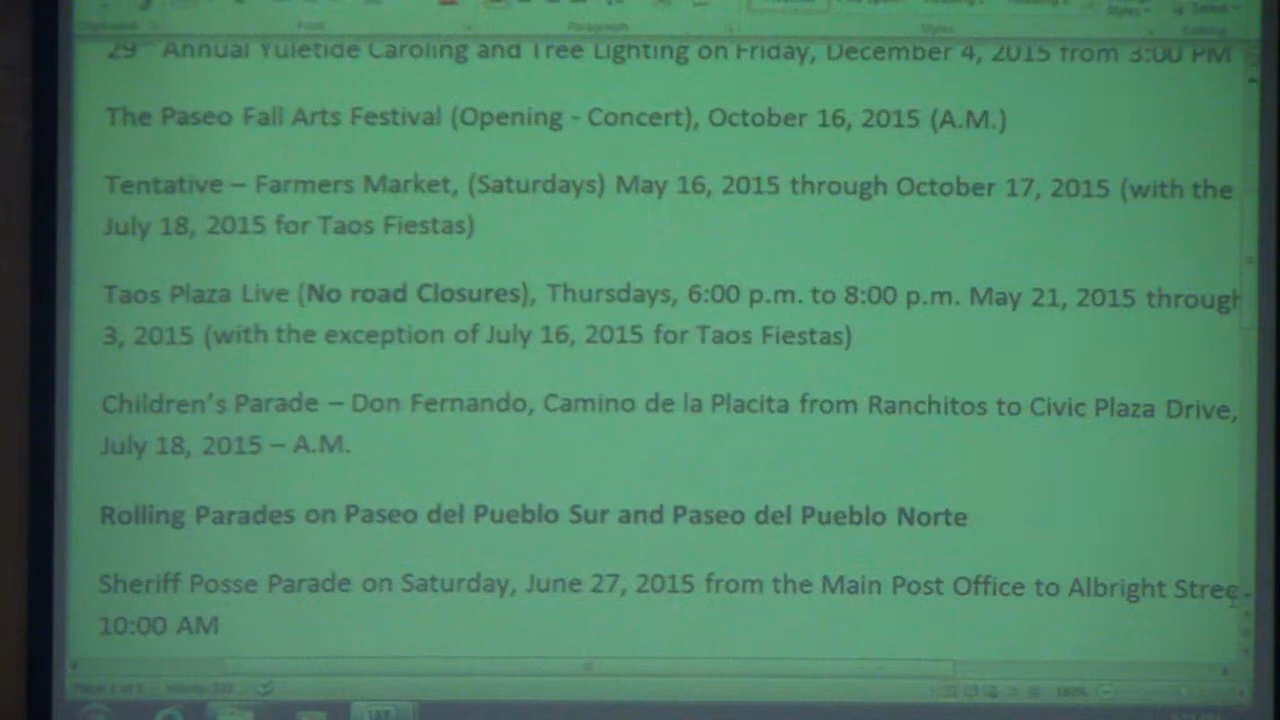 Font
Paragraph
Styles
Editing
29 Annual Yuletide Caroling and Tree Lighting on Friday, December 4, 2015 from 3:00 PM
The Paseo Fall Arts Festival (Opening - Concert), October 16, 2015 (A.M.)
Tentative – Farmers Market, (Saturdays) May 16, 2015 through October 17, 2015 (with the
July 18, 2015 for Taos Fiestas)
Taos Plaza Live (No road Closures), Thursdays, 6:00 p.m. to 8:00 p.m. May 21, 2015 through
3, 2015 (with the exception of July 16, 2015 for Taos Fiestas)
Children's Parade – Don Fernando, Camino de la Placita from Ranchitos to Civic Plaza Drive,
July 18, 2015 – A.M.
Rolling Parades on Paseo del Pueblo Sur and Paseo del Pueblo Norte
Sheriff Posse Parade on Saturday, June 27, 2015 from the Main Post Office to Albright Stree
10:00 AM